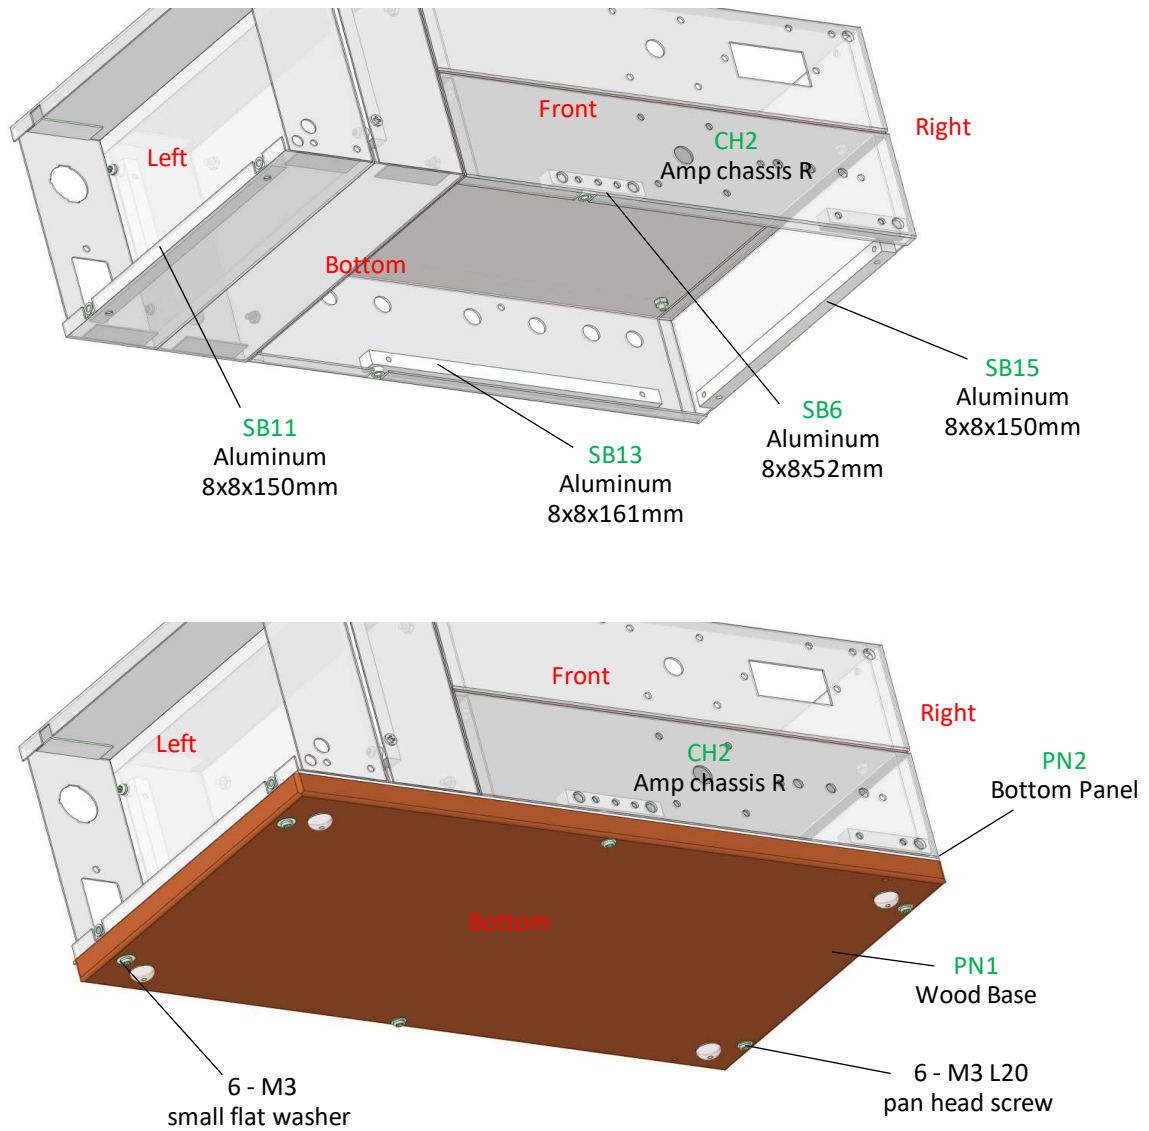 Front
Right
CH2
Amp chassis R
Left
Bottom
SB15
Aluminum
8x8x150mm
SB6
Aluminum
8x8x52mm
SB11
Aluminum
8x8x150mm
SB13
Aluminum
8x8x161mm
Front
Right
Left
CH2
Amp chassis R
PN2
Bottom Panel
Bottom
PN1
Wood Base
6 - M3
small flat washer
6 - M3 L20
pan head screw